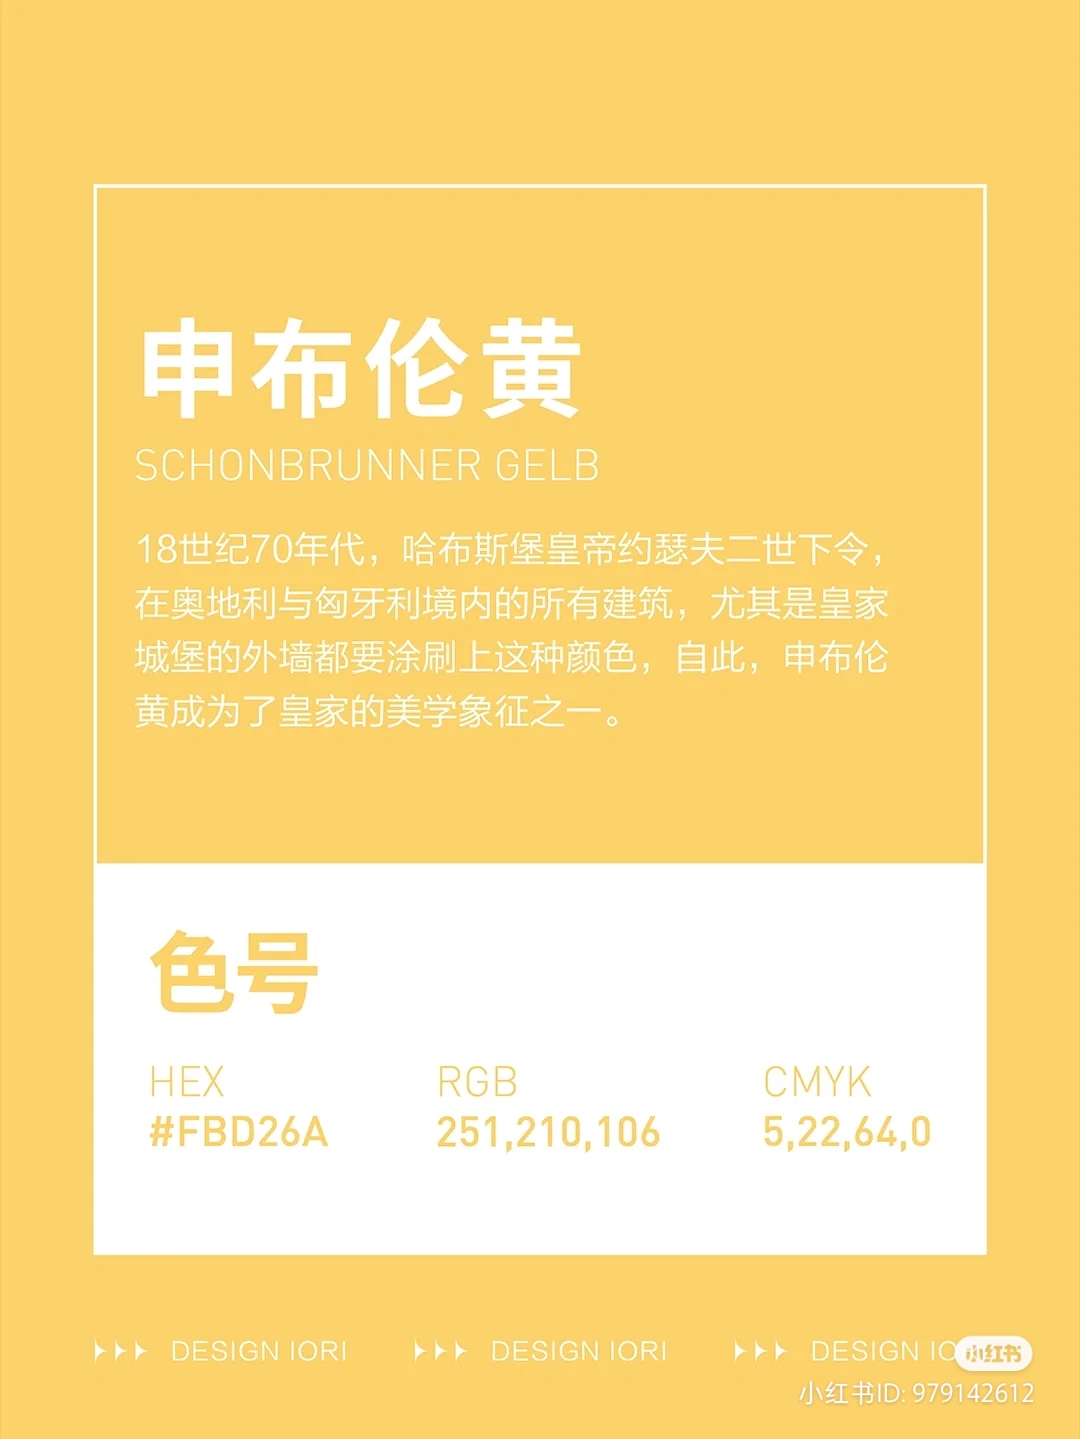 申布伦黄
SCHONBRUNNER GELB
18世纪70年代，哈布斯堡皇帝约瑟夫二世下令，
在奥地利与匈牙利境内的所有建筑，尤其是皇家
城堡的外墙都要涂刷上这种颜色，自此，申布伦
黄成为了皇家的美学象征之一。
色号
HEX RGB CMYK
#FBD26A 251,210,106 5,22,64,0
DESIGN IORI DESIGN IORI DESIGN IO
小红书
小红书ID: 979142612